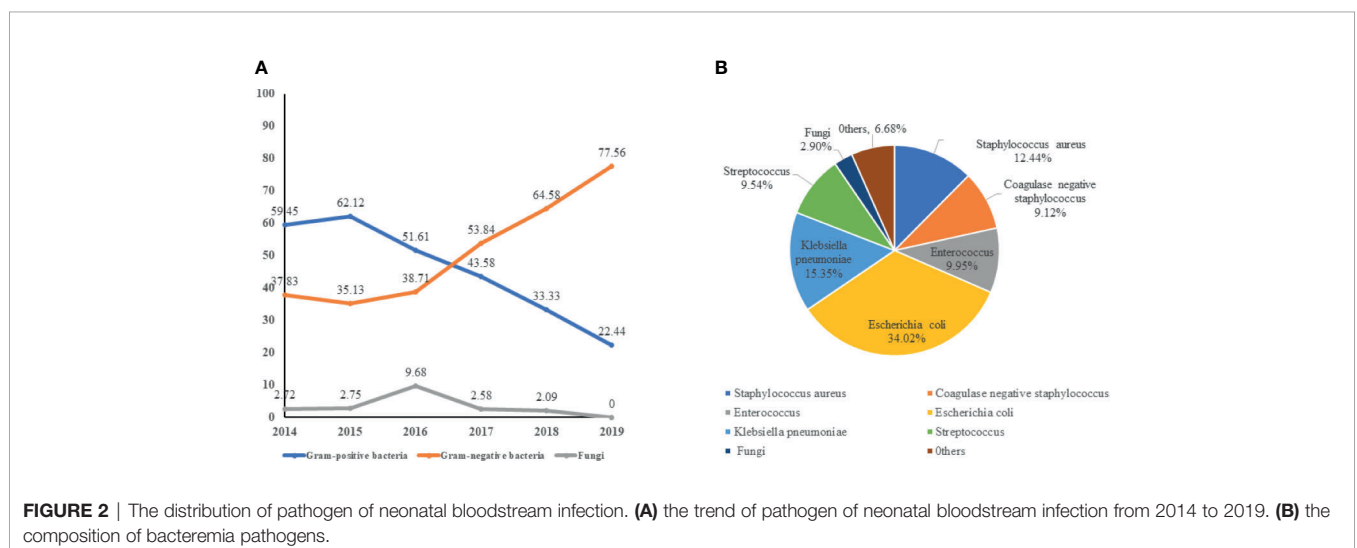 A
100
90
80
70
60
50
40
30
20
10
0
59.45
62.12
51.61
43.58
33.33
22.44
37.83
35.13
38.71
53.84
64.58
77.56
2.72
2.75
9.68
2.58
2.09
0
2014 2015 2016 2017 2018 2019
Gram-positive bacteria Gram-negative bacteria Fungi
B
Staphylococcus aureus
12.44%
Coagulase negative
staphylococcus
9.12%
Enterococcus
9.95%
Escherichia coli
34.02%
Klebsiella
pneumoniae
15.35%
Streptococcus
9.54%
Fungi
2.90%
0thers, 6.68%
Staphylococcus aureus Coagulase negative staphylococcus
Enterococcus Escherichia coli
Klebsiella pneumoniae Streptococcus
Fungi 0thers
FIGURE 2 | The distribution of pathogen of neonatal bloodstream infection. (A) the trend of pathogen of neonatal bloodstream infection from 2014 to 2019. (B) the
composition of bacteremia pathogens.